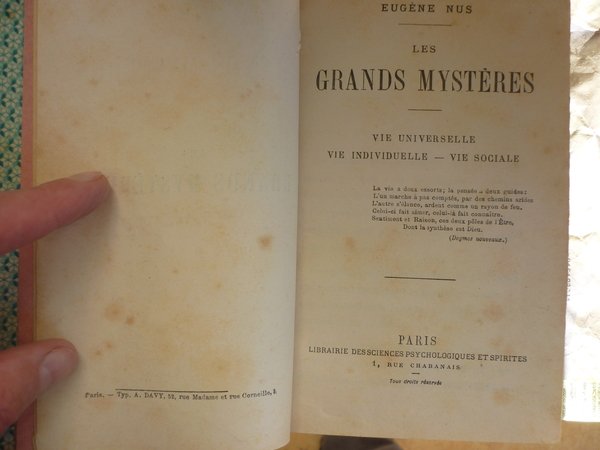 Paris. — Typ. A. DAVY, 52, rue Madame et rue Corneille, 3.
EUGÈNE NUS
LES
GRANDS MYSTÈRES
VIE UNIVERSELLE
VIE INDIVIDUELLE — VIE SOCIALE
La vie a deux essorts; la pensée a deux guides:
L'un marche à pas comptés, par des chemins arides
L'autre s'élance, ardent comme un rayon de feu.
Celui-ci fait aimer, celui-là fait connaître.
Sentiment et Raison, ces deux pôles de l'Être,
Dont la synthèse est Dieu.
(Dogmes nouveaux.)
PARIS
LIBRAIRIE DES SCIENCES PSYCHOLOGIQUES ET SPIRITES
1, RUE CHABANAIS
Tous droits réservés